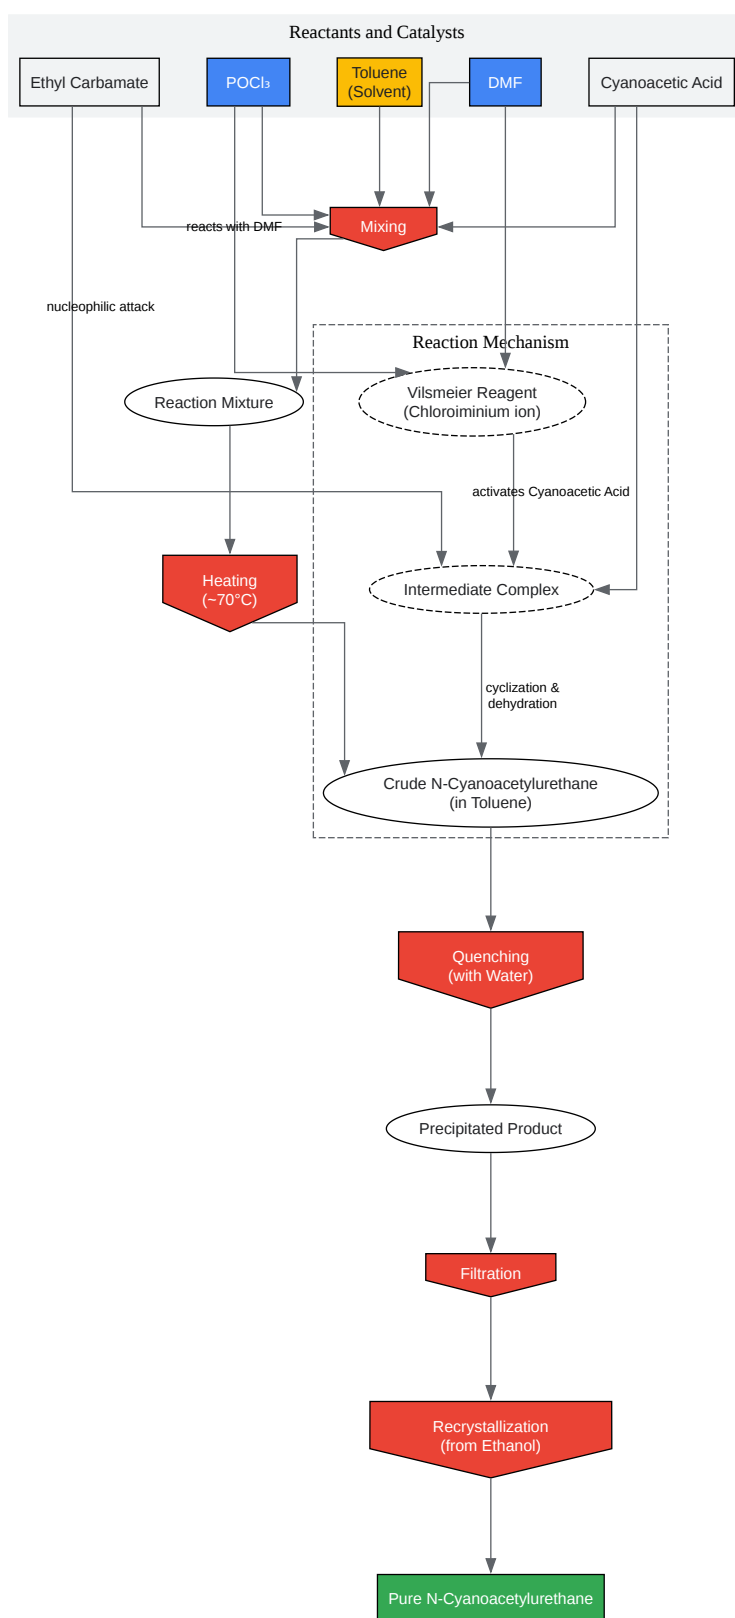 Reactants and Catalysts
Ethyl Carbamate
POCl₃
Toluene
(Solvent)
DMF
Cyanoacetic Acid
Mixing
reacts with DMF
nucleophilic attack
Reaction Mechanism
Reaction Mixture
Vilsmeier Reagent
(Chloroiminium ion)
activates Cyanoacetic Acid
Heating
(~70°C)
Intermediate Complex
cyclization &
dehydration
Crude N-Cyanoacetylurethane
(in Toluene)
Quenching
(with Water)
Precipitated Product
Filtration
Recrystallization
(from Ethanol)
Pure N-Cyanoacetylurethane